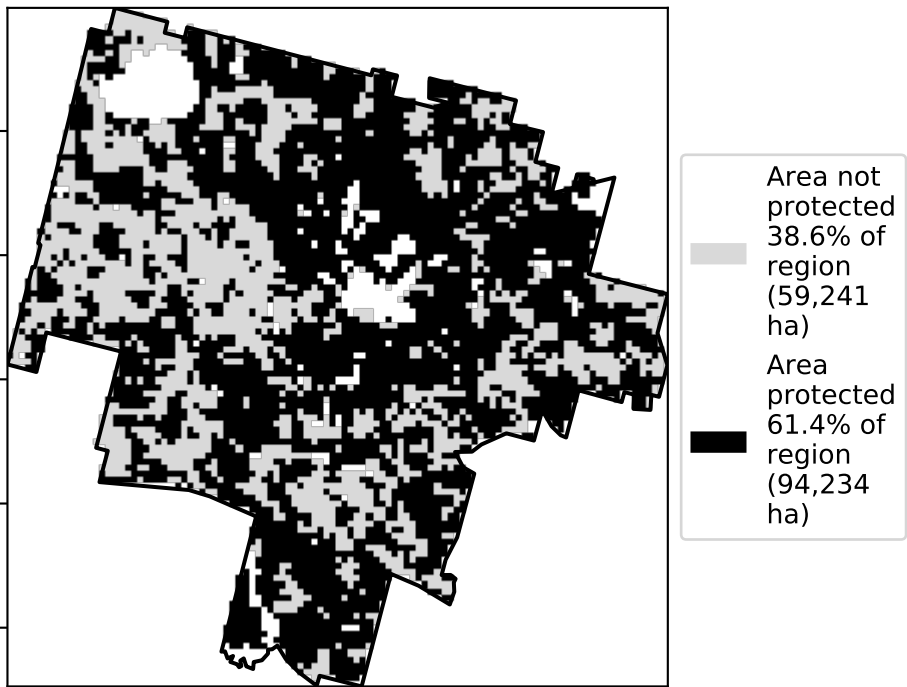 Area not
protected
38.6% of
region
(59,241
ha)
Area
protected
61.4% of
region
(94,234
ha)